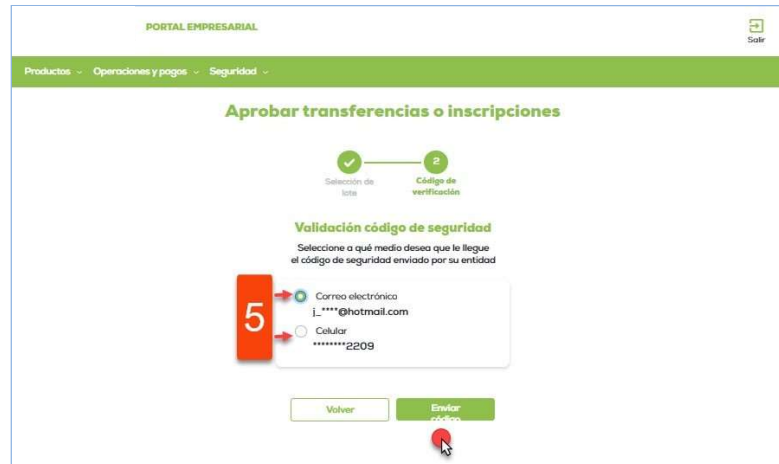 PORTAL EMPRESARIAL
Salir
Productos Operaciones y pagos Seguridad
Aprobar transferencias o inscripciones
2
Selección de
lote
Código de
verificación
Validación código de seguridad
Seleccione a qué medio desea que le llegue
el código de seguridad enviado por su entidad
5
Correo electrónico
j_****@hotmail.com
Celular
********2209
Volver
Enviar
código